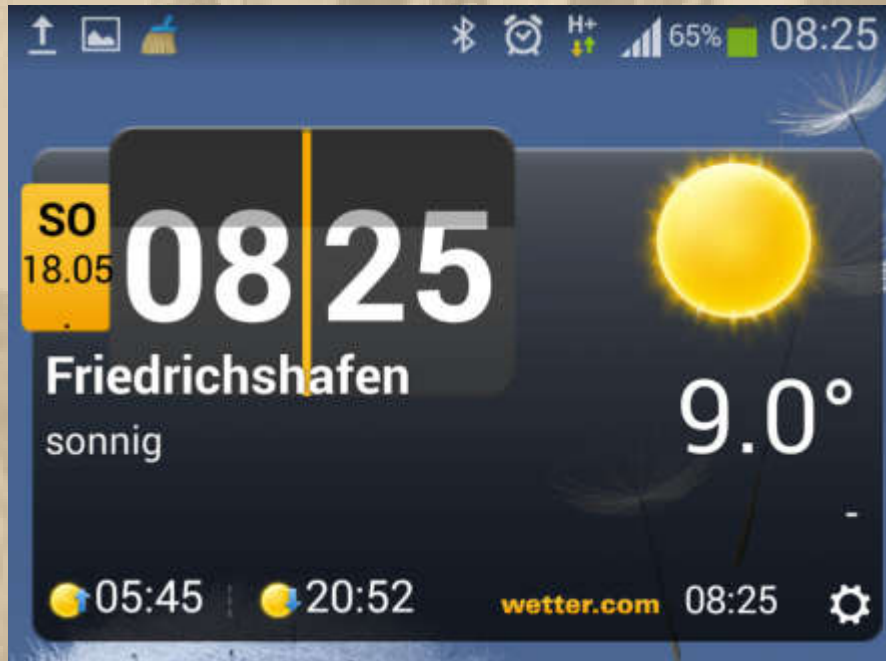 H+ 65% 08:25
SO
18.05
.
08 25
Friedrichshafen
sonnig
9.0°
-
05:45 20:52 wetter.com 08:25